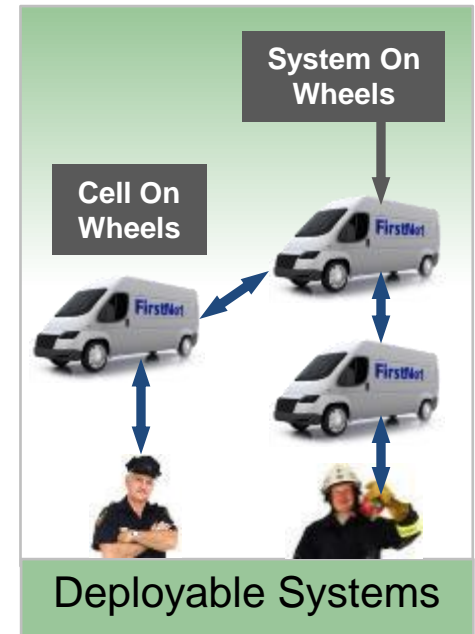 System On
Wheels
Cell On
Wheels
FirstNet
FirstNet
FirstNet
Deployable Systems